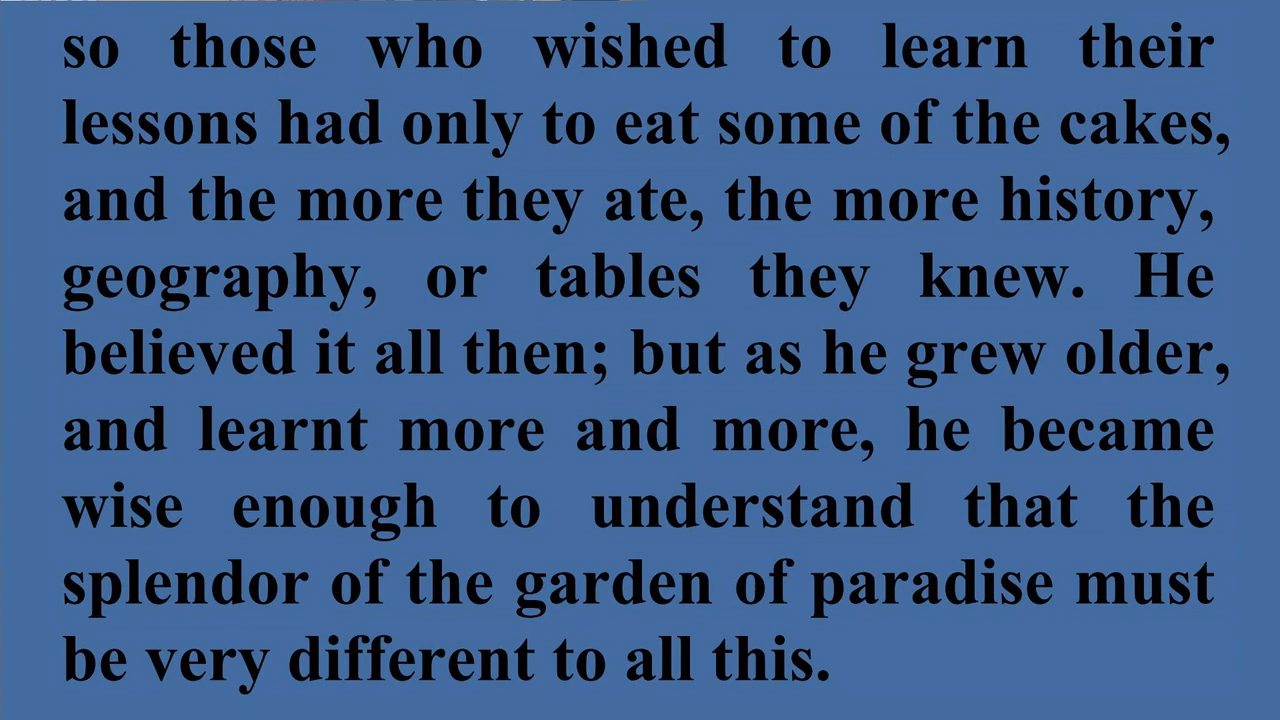 so those who wished to learn their
lessons had only to eat some of the cakes,
and the more they ate, the more history,
geography, or tables they knew. He
believed it all then; but as he grew older,
and learnt more and more, he became
wise enough to understand that the
splendor of the garden of paradise must
be very different to all this.